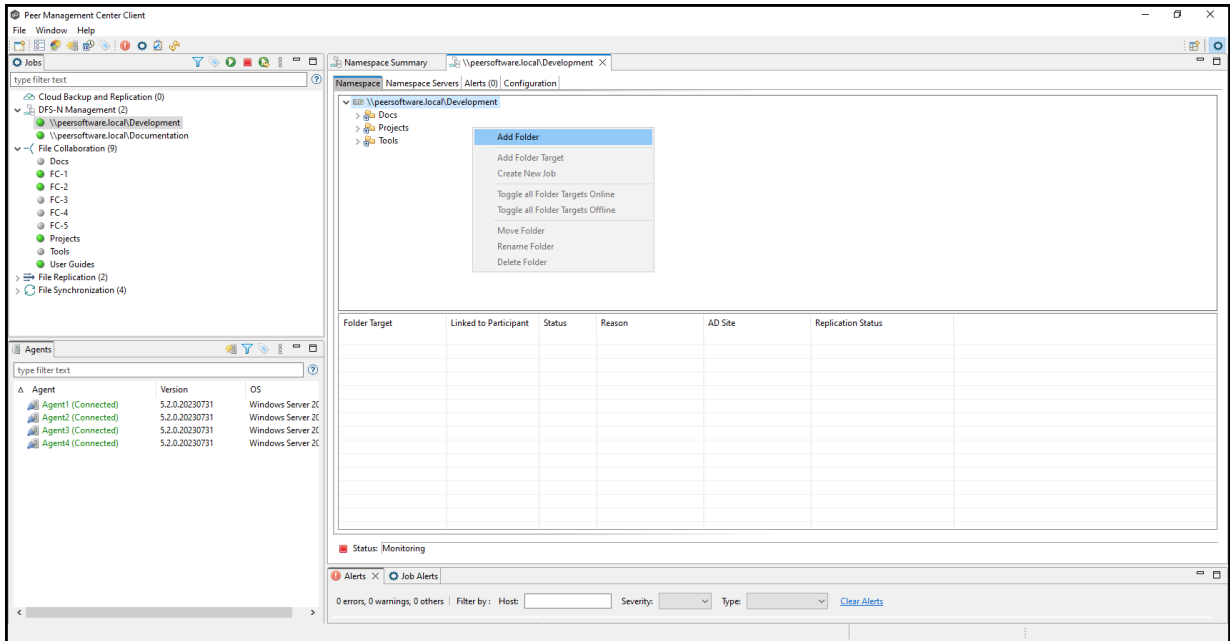 Peer Management Center Client
File Window Help
Jobs
type filter text
Cloud Backup and Replication (0)
DFS-N Management (2)
\\peersoftware.local\Development
\\peersoftware.local\Documentation
File Collaboration (9)
Docs
FC-1
FC-2
FC-3
FC-4
FC-5
Projects
Tools
User Guides
File Replication (2)
File Synchronization (4)
Agents
type filter text
Agent Version OS
Agent1 (Connected) 5.2.0.20230731 Windows Server 20
Agent2 (Connected) 5.2.0.20230731 Windows Server 20
Agent3 (Connected) 5.2.0.20230731 Windows Server 20
Agent4 (Connected) 5.2.0.20230731 Windows Server 20
Namespace Summary \\peersoftware.local\Development
Namespace Namespace Servers Alerts (0) Configuration
\\peersoftware.local\Development
Docs
Projects
Tools
Add Folder
Add Folder Target
Create New Job
Toggle all Folder Targets Online
Toggle all Folder Targets Offline
Move Folder
Rename Folder
Delete Folder
Folder Target Linked to Participant Status Reason AD Site Replication Status
Status: Monitoring
Alerts Job Alerts
0 errors, 0 warnings, 0 others Filter by : Host: Severity: Type: Clear Alerts